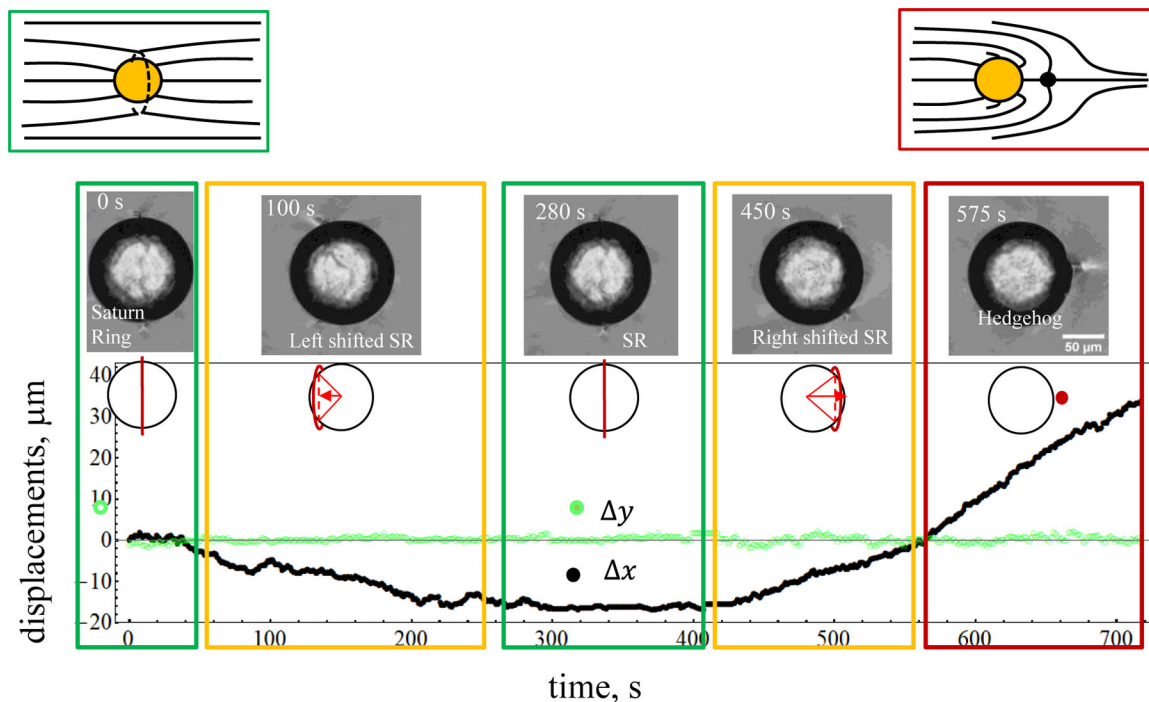 0 s
Saturn
Ring
100 s
Left shifted SR
280 s
SR
450 s
Right shifted SR
575 s
Hedgehog
50 μm
displacements, μm
40
30
20
10
0
−10
−20
Δy
Δx
0
100
200
300
400
500
600
700
time, s